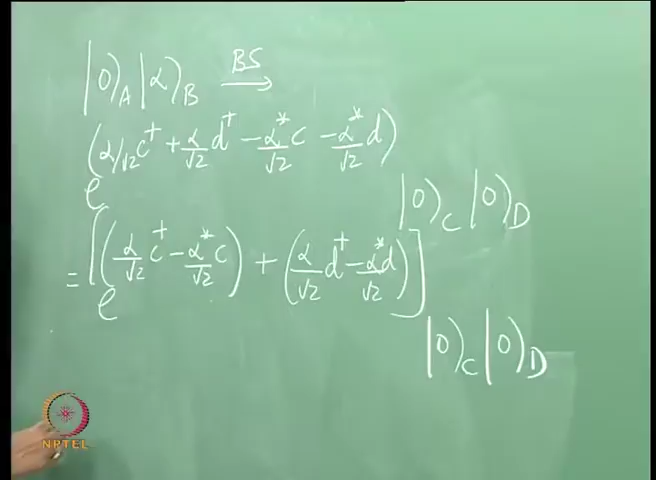 |0⟩_A |α⟩_B —BS→
e^(α/√2 c† + α/√2 d† − α*/√2 c − α*/√2 d) |0⟩_C |0⟩_D
= e^[(α/√2 c† − α*/√2 c) + (α/√2 d† − α*/√2 d)] |0⟩_C |0⟩_D
NPTEL